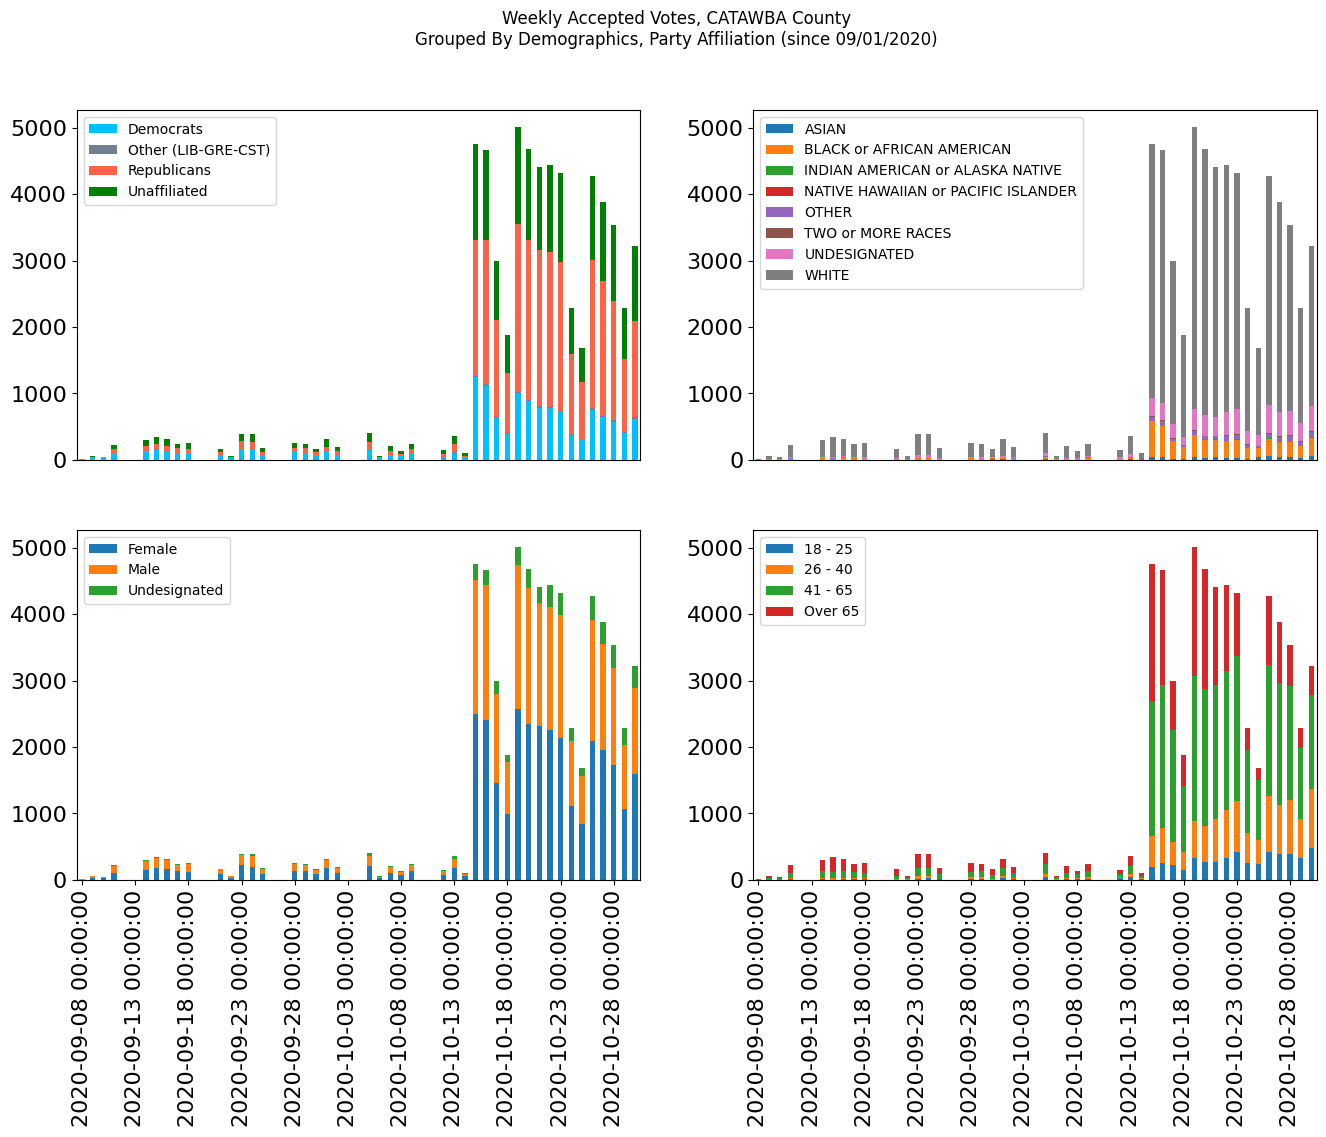 Weekly Accepted Votes, CATAWBA County
Grouped By Demographics, Party Affiliation (since 09/01/2020)
5000
4000
3000
2000
1000
0
Democrats
Other (LIB-GRE-CST)
Republicans
Unaffiliated
5000
4000
3000
2000
1000
0
ASIAN
BLACK or AFRICAN AMERICAN
INDIAN AMERICAN or ALASKA NATIVE
NATIVE HAWAIIAN or PACIFIC ISLANDER
OTHER
TWO or MORE RACES
UNDESIGNATED
WHITE
5000
4000
3000
2000
1000
0
Female
Male
Undesignated
2020-09-08 00:00:00
2020-09-13 00:00:00
2020-09-18 00:00:00
2020-09-23 00:00:00
2020-09-28 00:00:00
2020-10-03 00:00:00
2020-10-08 00:00:00
2020-10-13 00:00:00
2020-10-18 00:00:00
2020-10-23 00:00:00
2020-10-28 00:00:00
5000
4000
3000
2000
1000
0
18 - 25
26 - 40
41 - 65
Over 65
2020-09-08 00:00:00
2020-09-13 00:00:00
2020-09-18 00:00:00
2020-09-23 00:00:00
2020-09-28 00:00:00
2020-10-03 00:00:00
2020-10-08 00:00:00
2020-10-13 00:00:00
2020-10-18 00:00:00
2020-10-23 00:00:00
2020-10-28 00:00:00